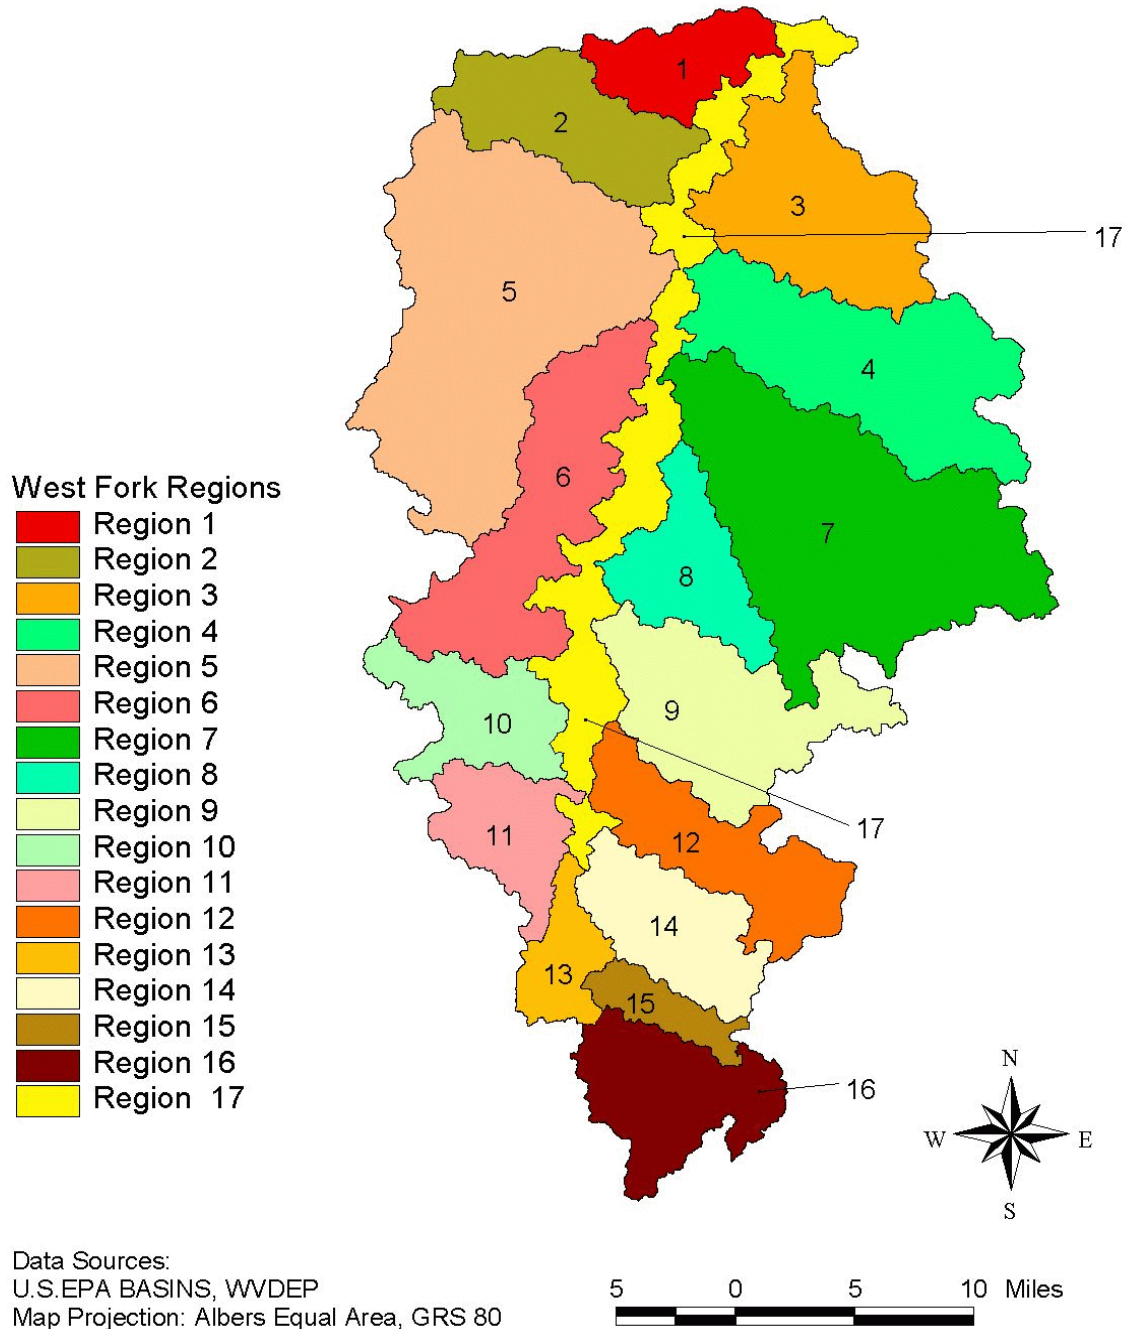 1
2
3
17
5
4
6
West Fork Regions
Region 1
Region 2
Region 3
Region 4
Region 5
Region 6
Region 7
Region 8
Region 9
Region 10
Region 11
Region 12
Region 13
Region 14
Region 15
Region 16
Region 17
7
8
9
10
17
11
12
14
13
15
16
N
W
E
S
Data Sources:
U.S.EPA BASINS, WVDEP
Map Projection: Albers Equal Area, GRS 80
5 0 5 10 Miles